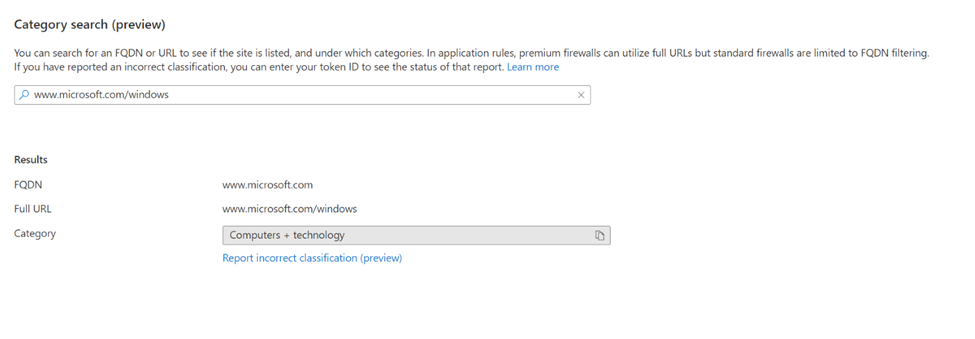 Category search (preview)
You can search for an FQDN or URL to see if the site is listed, and under which categories. In application rules, premium firewalls can utilize full URLs but standard firewalls are limited to FQDN filtering.
If you have reported an incorrect classification, you can enter your token ID to see the status of that report. Learn more
www.microsoft.com/windows
Results
FQDN www.microsoft.com
Full URL www.microsoft.com/windows
Category Computers + technology
Report incorrect classification (preview)